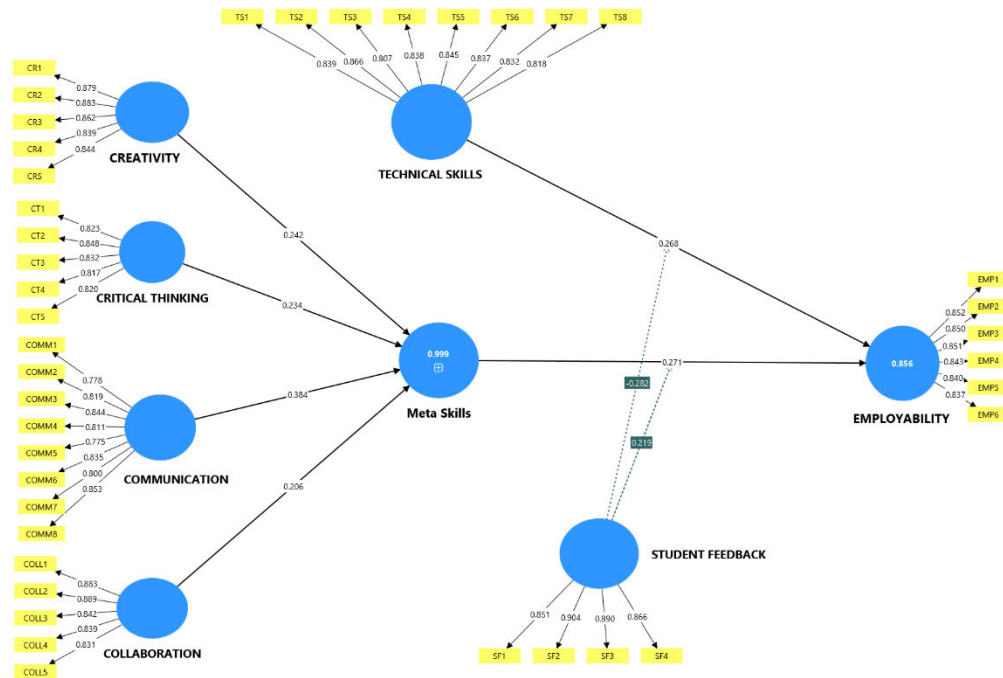 TS1 TS2 TS3 TS4 TS5 TS6 TS7 TS8
0.839 0.866 0.807 0.838 0.845 0.837 0.832 0.818
TECHNICAL SKILLS
CR1
CR2
CR3
CR4
CR5
0.879
0.883
0.862
0.839
0.844
CREATIVITY
0.242
CT1
CT2
CT3
CT4
CT5
0.823
0.848
0.832
0.817
0.820
CRITICAL THINKING
0.234
COMM1
COMM2
COMM3
COMM4
COMM5
COMM6
COMM7
COMM8
0.778
0.819
0.844
0.811
0.775
0.835
0.800
0.853
COMMUNICATION
0.384
COLL1
COLL2
COLL3
COLL4
COLL5
0.883
0.889
0.842
0.839
0.831
COLLABORATION
0.206
0.999
Meta Skills
0.268
0.271
-0.282
0.219
STUDENT FEEDBACK
0.851 0.904 0.890 0.866
SF1 SF2 SF3 SF4
0.856
EMPLOYABILITY
0.852
0.850
0.851
0.843
0.840
0.837
EMP1
EMP2
EMP3
EMP4
EMP5
EMP6